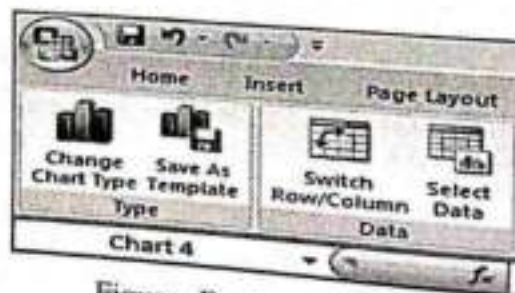 Home Insert Page Layout
Change Chart Type Save As Template Switch Row/Column Select Data
Type Data
Chart 4